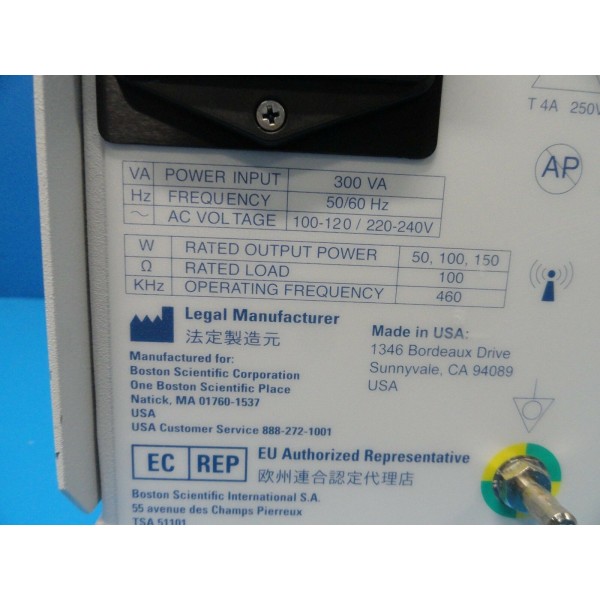 T 4A 250V
AP
VA POWER INPUT 300 VA
Hz FREQUENCY 50/60 Hz
~ AC VOLTAGE 100-120 / 220-240V
W RATED OUTPUT POWER 50, 100, 150
Ω RATED LOAD 100
KHz OPERATING FREQUENCY 460
Legal Manufacturer
法定製造元
Manufactured for:
Boston Scientific Corporation
One Boston Scientific Place
Natick, MA 01760-1537
USA
USA Customer Service 888-272-1001
Made in USA:
1346 Bordeaux Drive
Sunnyvale, CA 94089
USA
EC REP
EU Authorized Representative
欧州連合認定代理店
Boston Scientific International S.A.
55 avenue des Champs Pierreux
TSA 51101